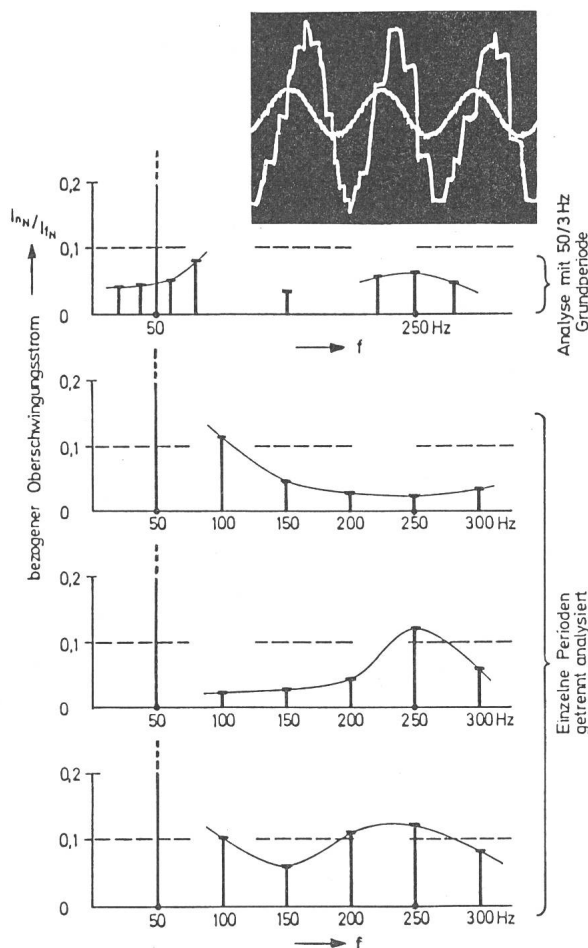 0,2
0,1
0
InN/I1N
50
250 Hz
f
Analyse mit 50/3 Hz
Grundperiode
bezogener Oberschwingungsstrom
0,2
0,1
0
50 100 150 200 250 300 Hz
0,2
0,1
0
50 100 150 200 250 300 Hz
0,2
0,1
0
50 100 150 200 250 300 Hz
f
Einzelne Perioden
getrennt analysiert